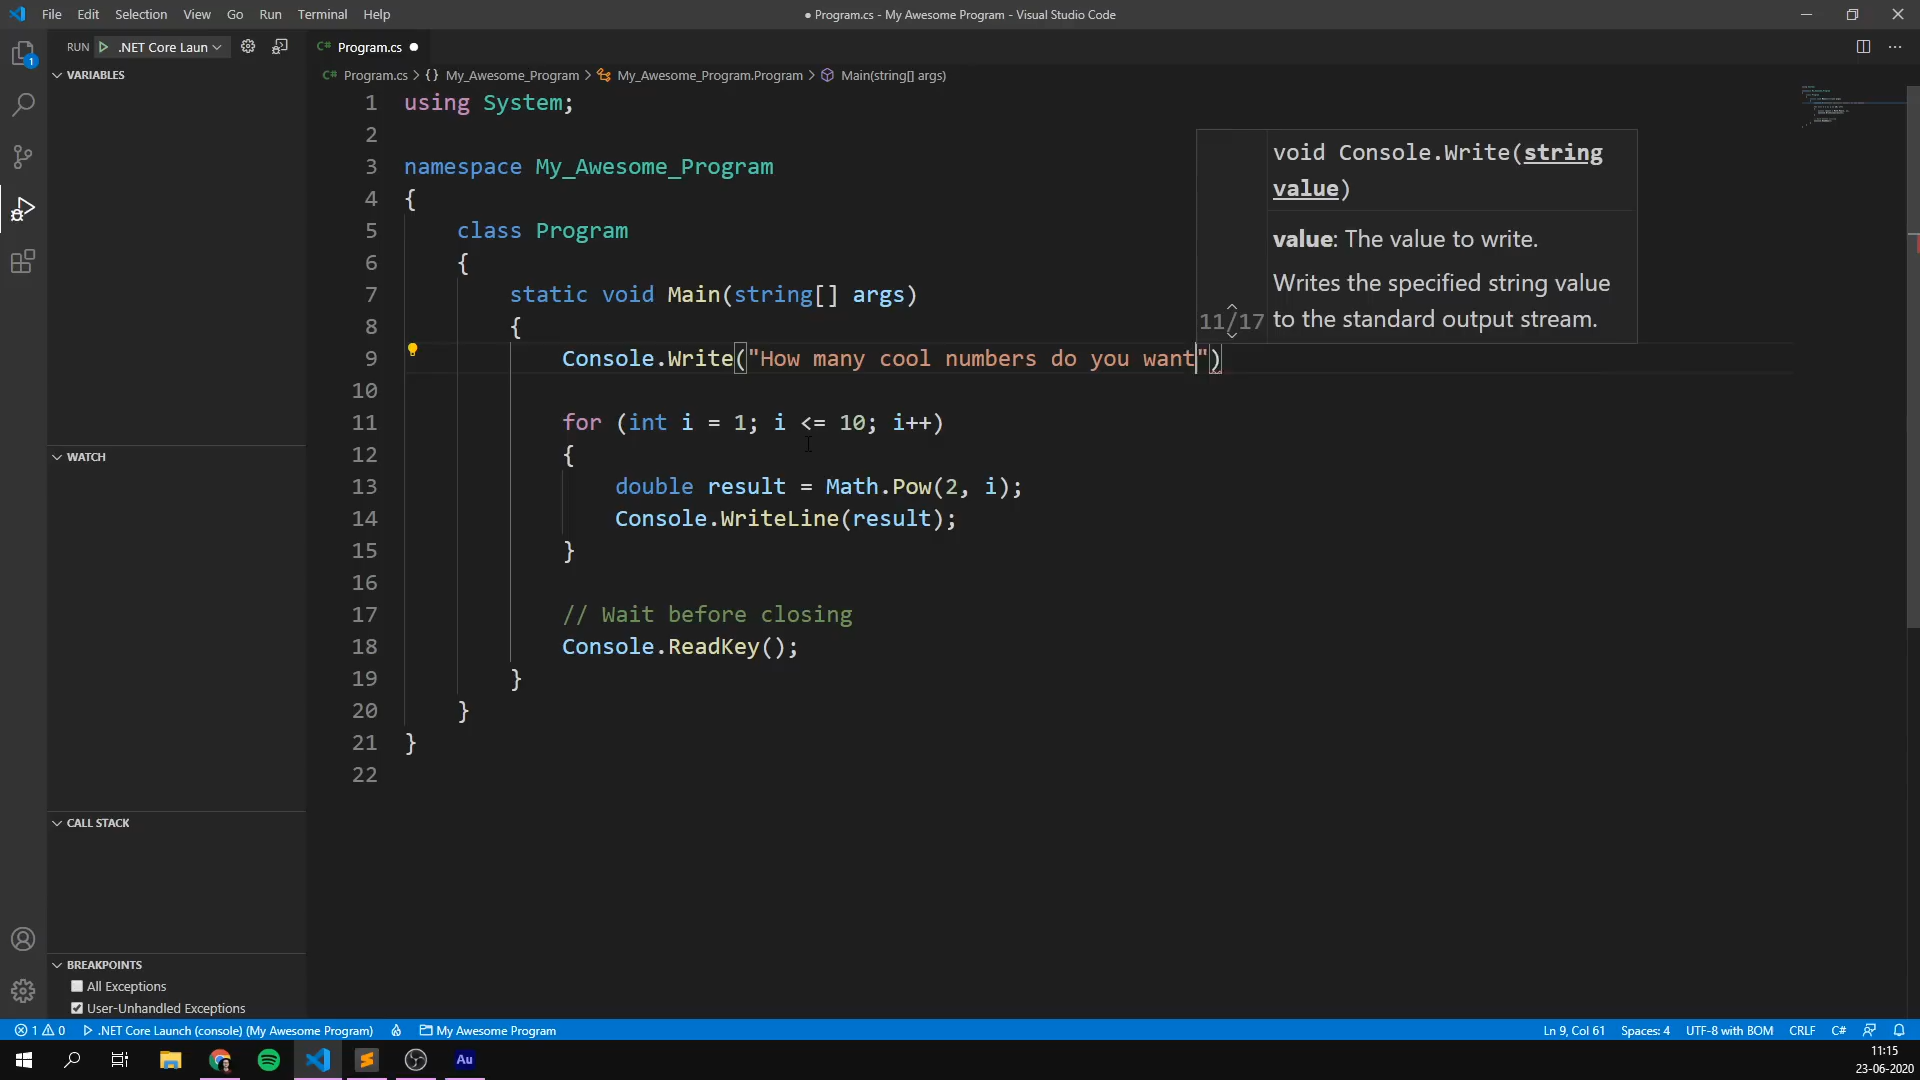 File Edit Selection View Go Run Terminal Help
● Program.cs - My Awesome Program - Visual Studio Code
RUN .NET Core Laun
C# Program.cs ●
C# Program.cs > {} My_Awesome_Program > My_Awesome_Program.Program > Main(string[] args)
VARIABLES
WATCH
CALL STACK
BREAKPOINTS
All Exceptions
User-Unhandled Exceptions
1 using System;
2
3 namespace My_Awesome_Program
4 {
5 class Program
6 {
7 static void Main(string[] args)
8 {
9 Console.Write("How many cool numbers do you want")
10
11 for (int i = 1; i <= 10; i++)
12 {
13 double result = Math.Pow(2, i);
14 Console.WriteLine(result);
15 }
16
17 // Wait before closing
18 Console.ReadKey();
19 }
20 }
21 }
22
void Console.Write(string
value)
value: The value to write.
Writes the specified string value
11/17 to the standard output stream.
1
1 0 .NET Core Launch (console) (My Awesome Program) My Awesome Program
Ln 9, Col 61 Spaces: 4 UTF-8 with BOM CRLF C#
Au
11:15
23-06-2020